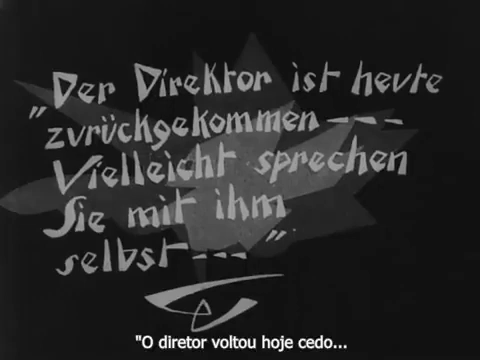 Der Direktor ist heute
"zurückgekommen---
Vielleicht sprechen
Sie mit ihm
selbst---"
"O diretor voltou hoje cedo...